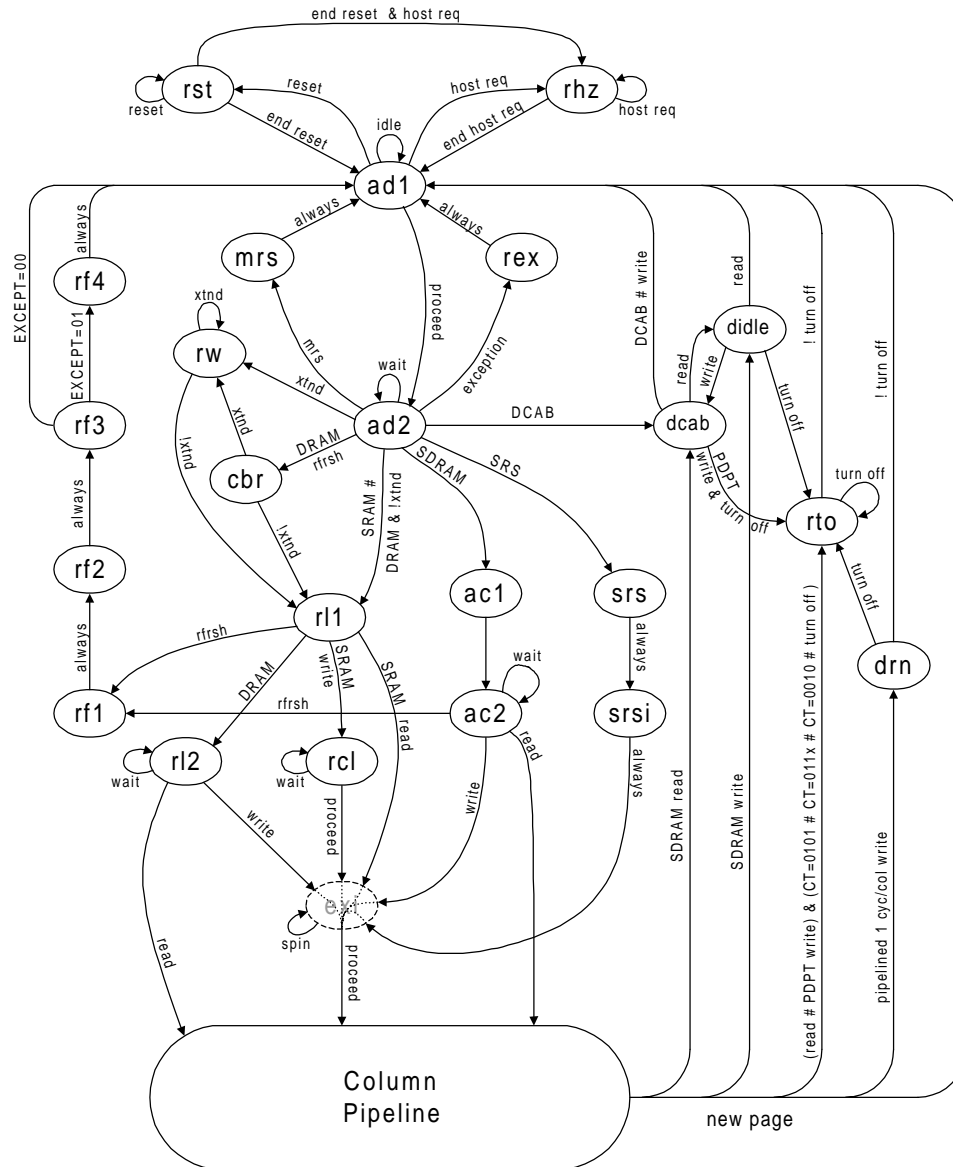 end reset & host req
rst
reset
reset
end reset
host req
end host req
rhz
host req
idle
ad1
always
always
mrs
rex
proceed
EXCEPT=00
always
rf4
EXCEPT=01
rf3
always
rf2
always
rf1
xtnd
rw
mrs
xtnd
wait
ad2
exception
DCAB
DCAB # write
read
didle
read
write
dcab
turn off
! turn off
! turn off
PDPT
write & turn off
turn off
rto
turn off
drn
DRAM
rfrsh
xtnd
cbr
!xtnd
!xtnd
SRAM #
DRAM & !xtnd
SDRAM
SRS
ac1
srs
always
rl1
rfrsh
DRAM
SRAM
write
SRAM read
wait
ac2
rfrsh
read
write
srsi
always
rl2
wait
rcl
wait
write
proceed
read
spin
proceed
SDRAM read
SDRAM write
(read # PDPT write) & (CT=0101 # CT=011x # CT=0010 # turn off)
pipelined 1 cyc/col write
Column
Pipeline
new page